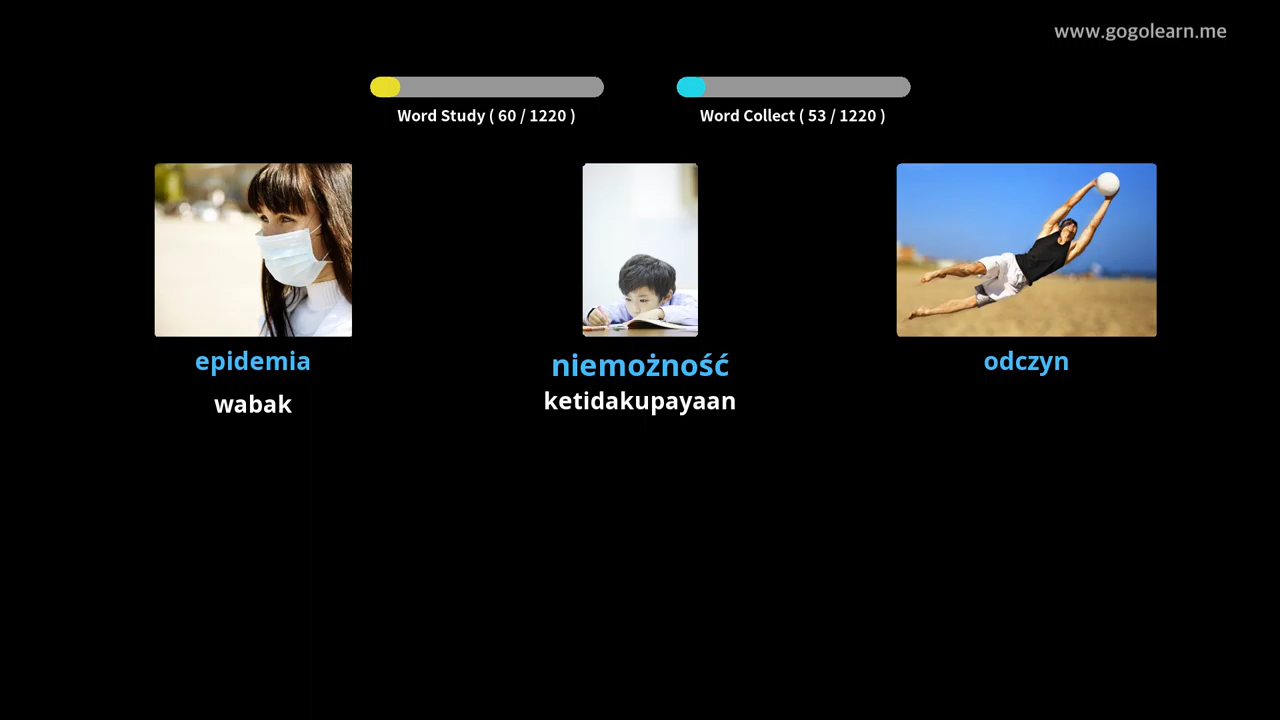 www.gogolearn.me
Word Study ( 60 / 1220 )
Word Collect ( 53 / 1220 )
epidemia
wabak
niemożność
ketidakupayaan
odczyn